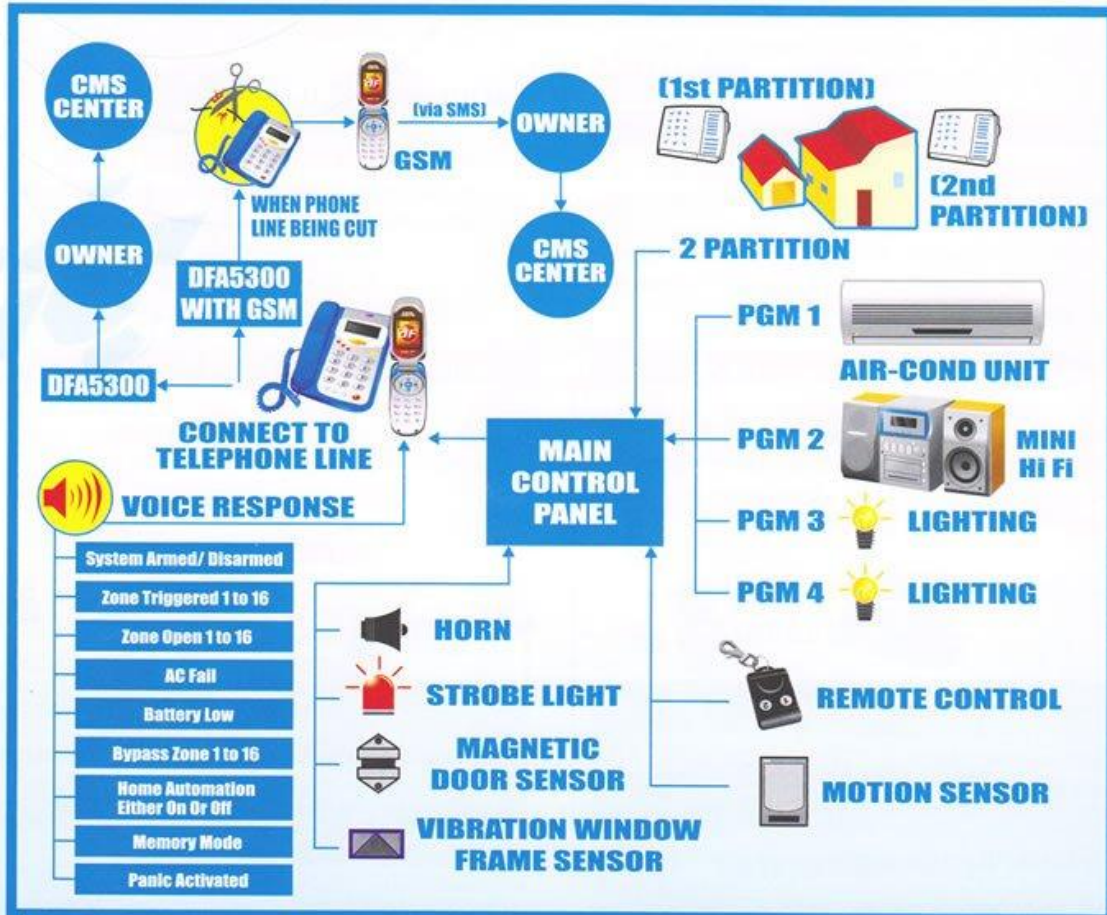 CMS
CENTER
OWNER
DFA5300
WHEN PHONE
LINE BEING CUT
DFA5300
WITH GSM
GSM
(via SMS)
OWNER
CMS
CENTER
(1st PARTITION)
(2nd
PARTITION)
2 PARTITION
CONNECT TO
TELEPHONE LINE
MAIN
CONTROL
PANEL
PGM 1
AIR-COND UNIT
PGM 2
MINI
Hi Fi
PGM 3
LIGHTING
PGM 4
LIGHTING
VOICE RESPONSE
System Armed/ Disarmed
Zone Triggered 1 to 16
Zone Open 1 to 16
AC Fail
Battery Low
Bypass Zone 1 to 16
Home Automation
Either On Or Off
Memory Mode
Panic Activated
HORN
STROBE LIGHT
MAGNETIC
DOOR SENSOR
VIBRATION WINDOW
FRAME SENSOR
REMOTE CONTROL
MOTION SENSOR